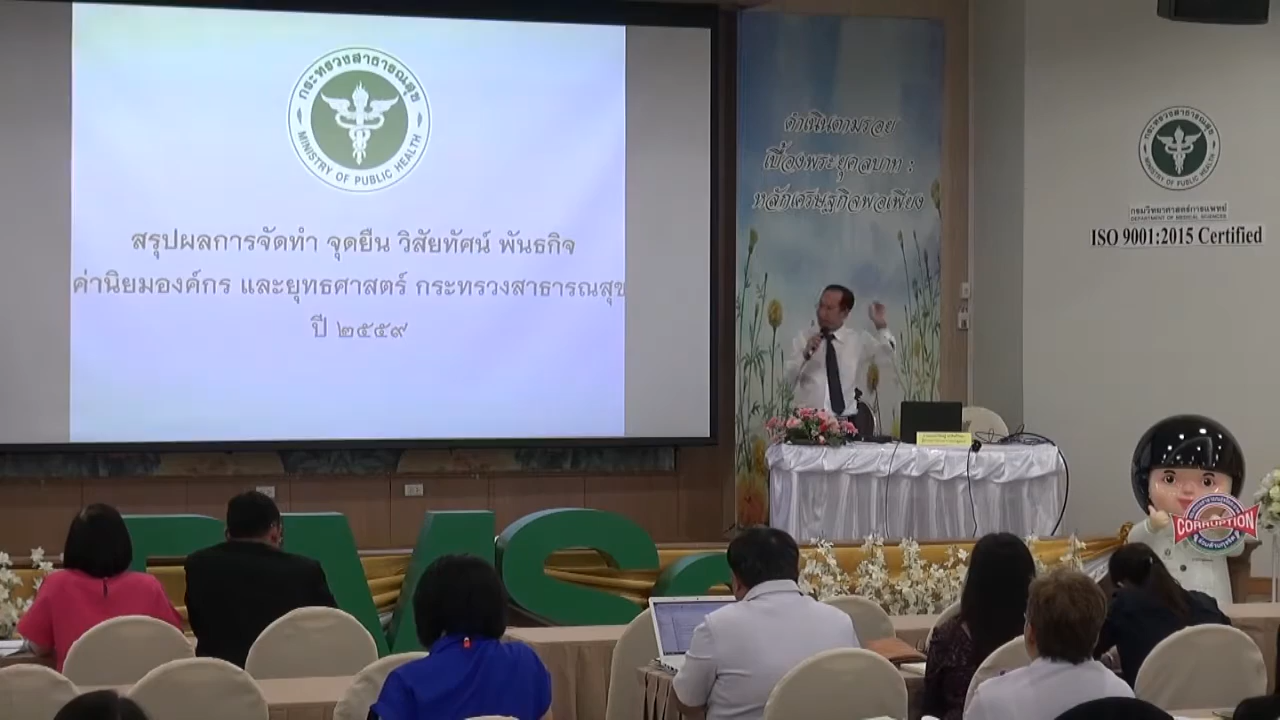 กระทรวงสาธารณสุข
MINISTRY OF PUBLIC HEALTH
สรุปผลการจัดทำ จุดยืน วิสัยทัศน์ พันธกิจ
ค่านิยมองค์กร และยุทธศาสตร์ กระทรวงสาธารณสุข
ปี ๒๕๕๙
ดำเนินตามรอย
เบื้องพระยุคลบาท :
หลักเศรษฐกิจพอเพียง
กระทรวงสาธารณสุข
MINISTRY OF PUBLIC HEALTH
กรมวิทยาศาสตร์การแพทย์
DEPARTMENT OF MEDICAL SCIENCES
ISO 9001:2015 Certified
CORRUPTION